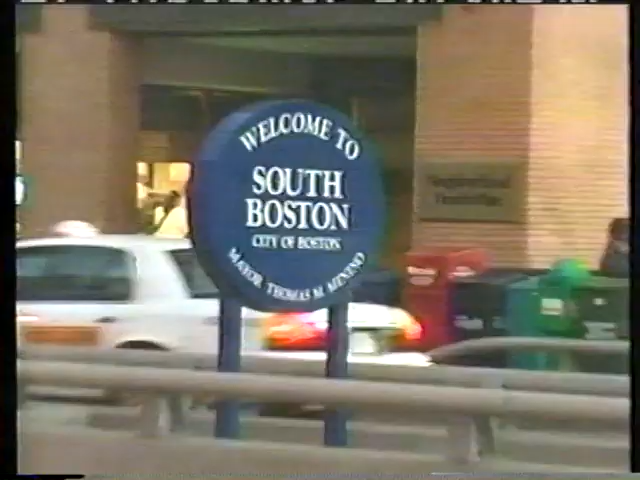 WELCOME TO
SOUTH
BOSTON
CITY OF BOSTON
MAYOR THOMAS M. MENINO